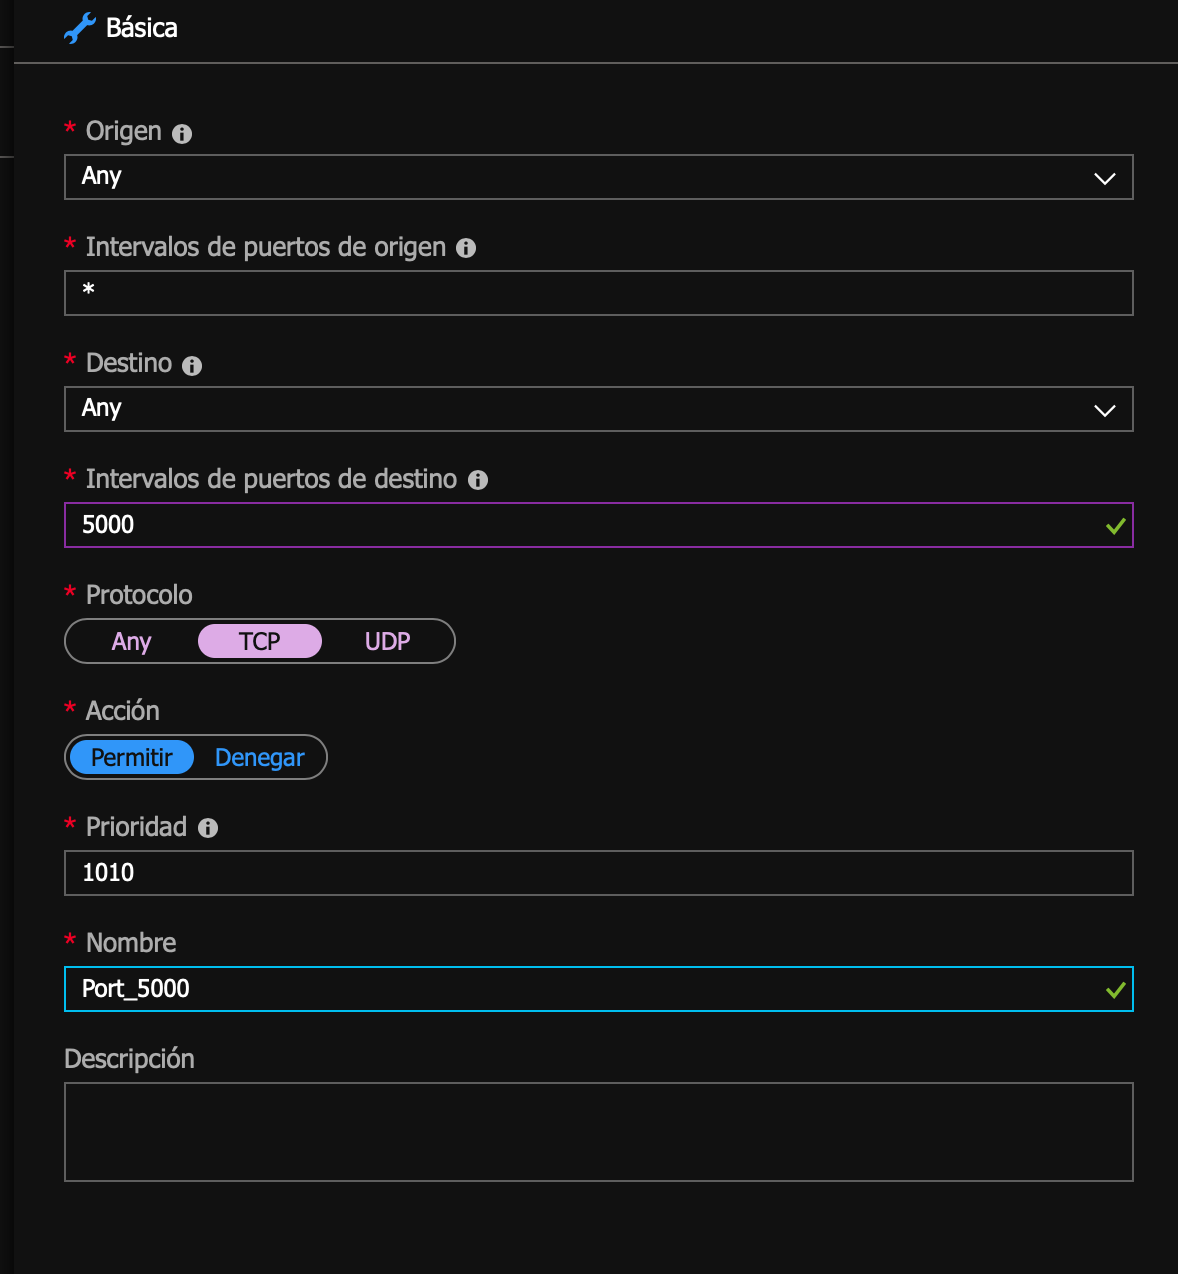 Básica
* Origen
Any
* Intervalos de puertos de origen
*
* Destino
Any
* Intervalos de puertos de destino
5000
* Protocolo
Any TCP UDP
* Acción
Permitir Denegar
* Prioridad
1010
* Nombre
Port_5000
Descripción